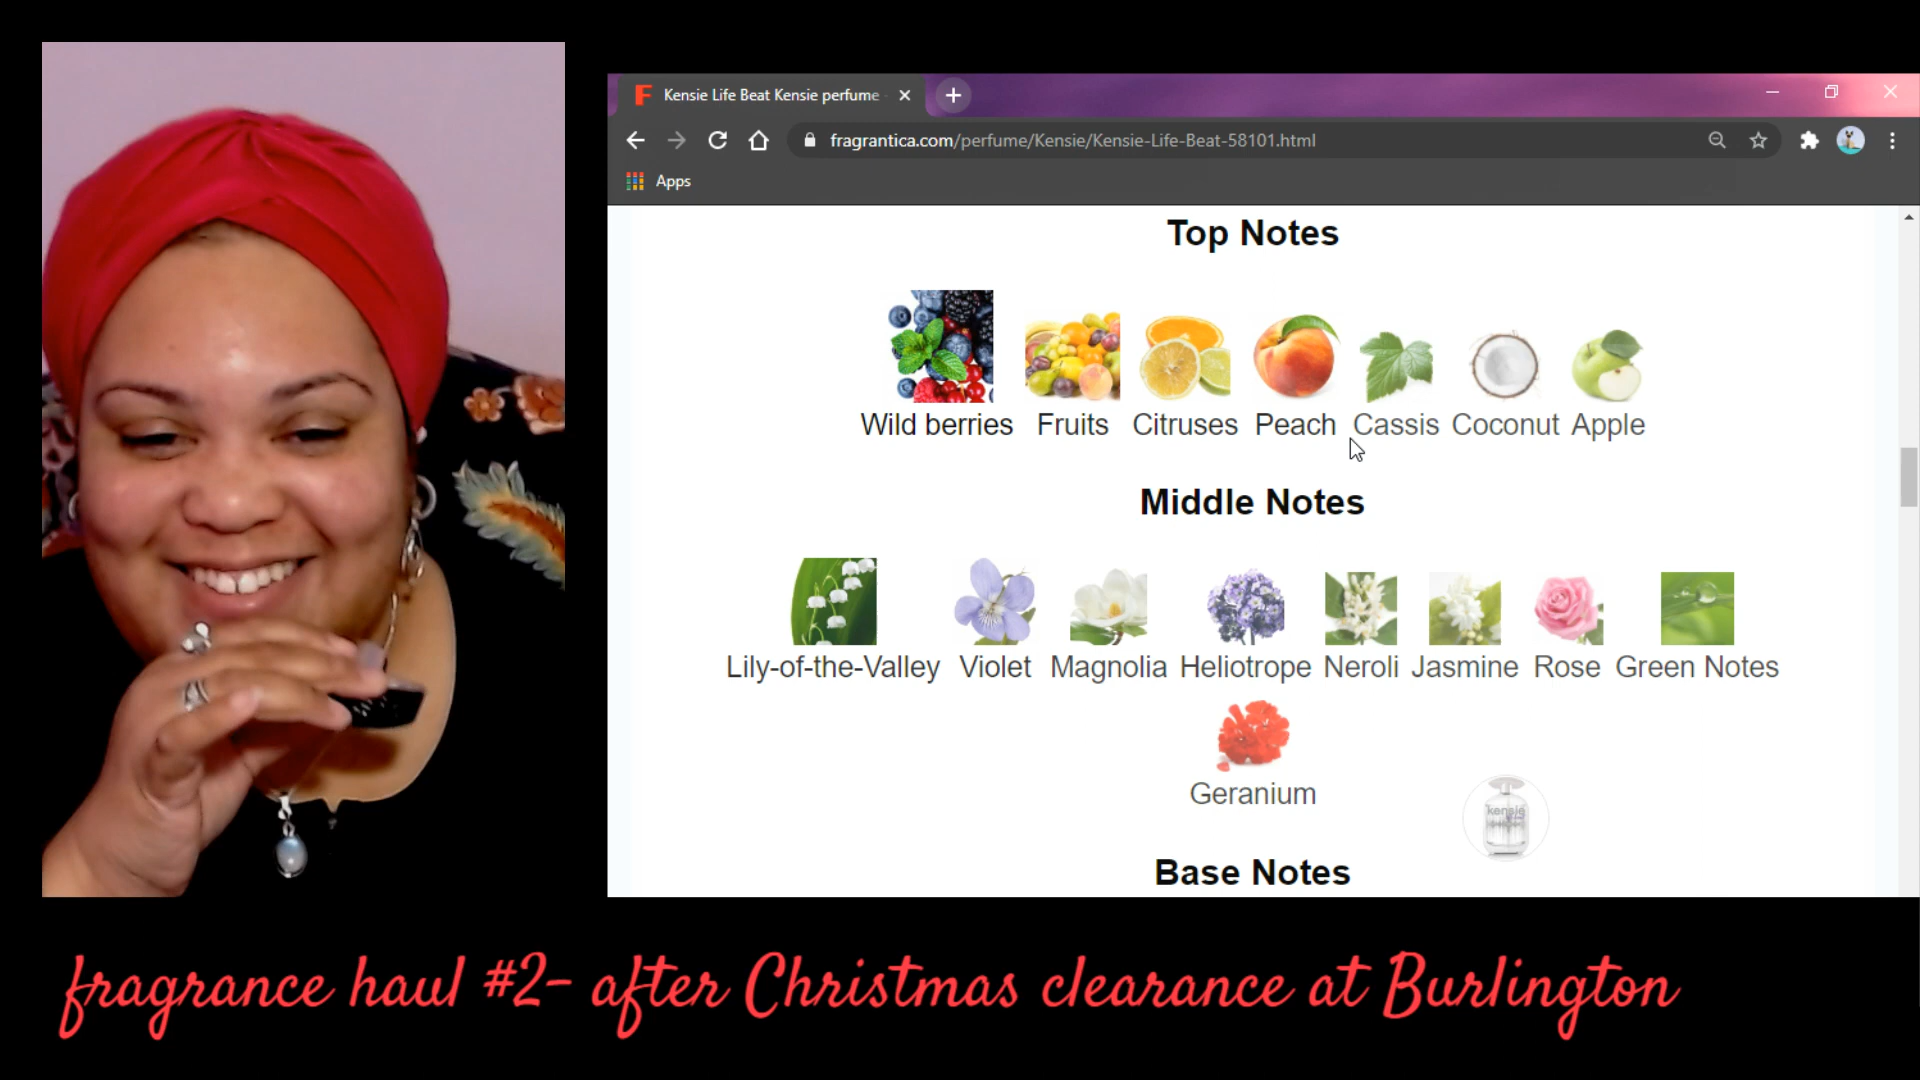 Kensie Life Beat Kensie perfume
fragrantica.com/perfume/Kensie/Kensie-Life-Beat-58101.html
Apps
Top Notes
Wild berries Fruits Citruses Peach Cassis Coconut Apple
Middle Notes
Lily-of-the-Valley Violet Magnolia Heliotrope Neroli Jasmine Rose Green Notes
Geranium
kensie
Base Notes
fragrance haul #2- after Christmas clearance at Burlington